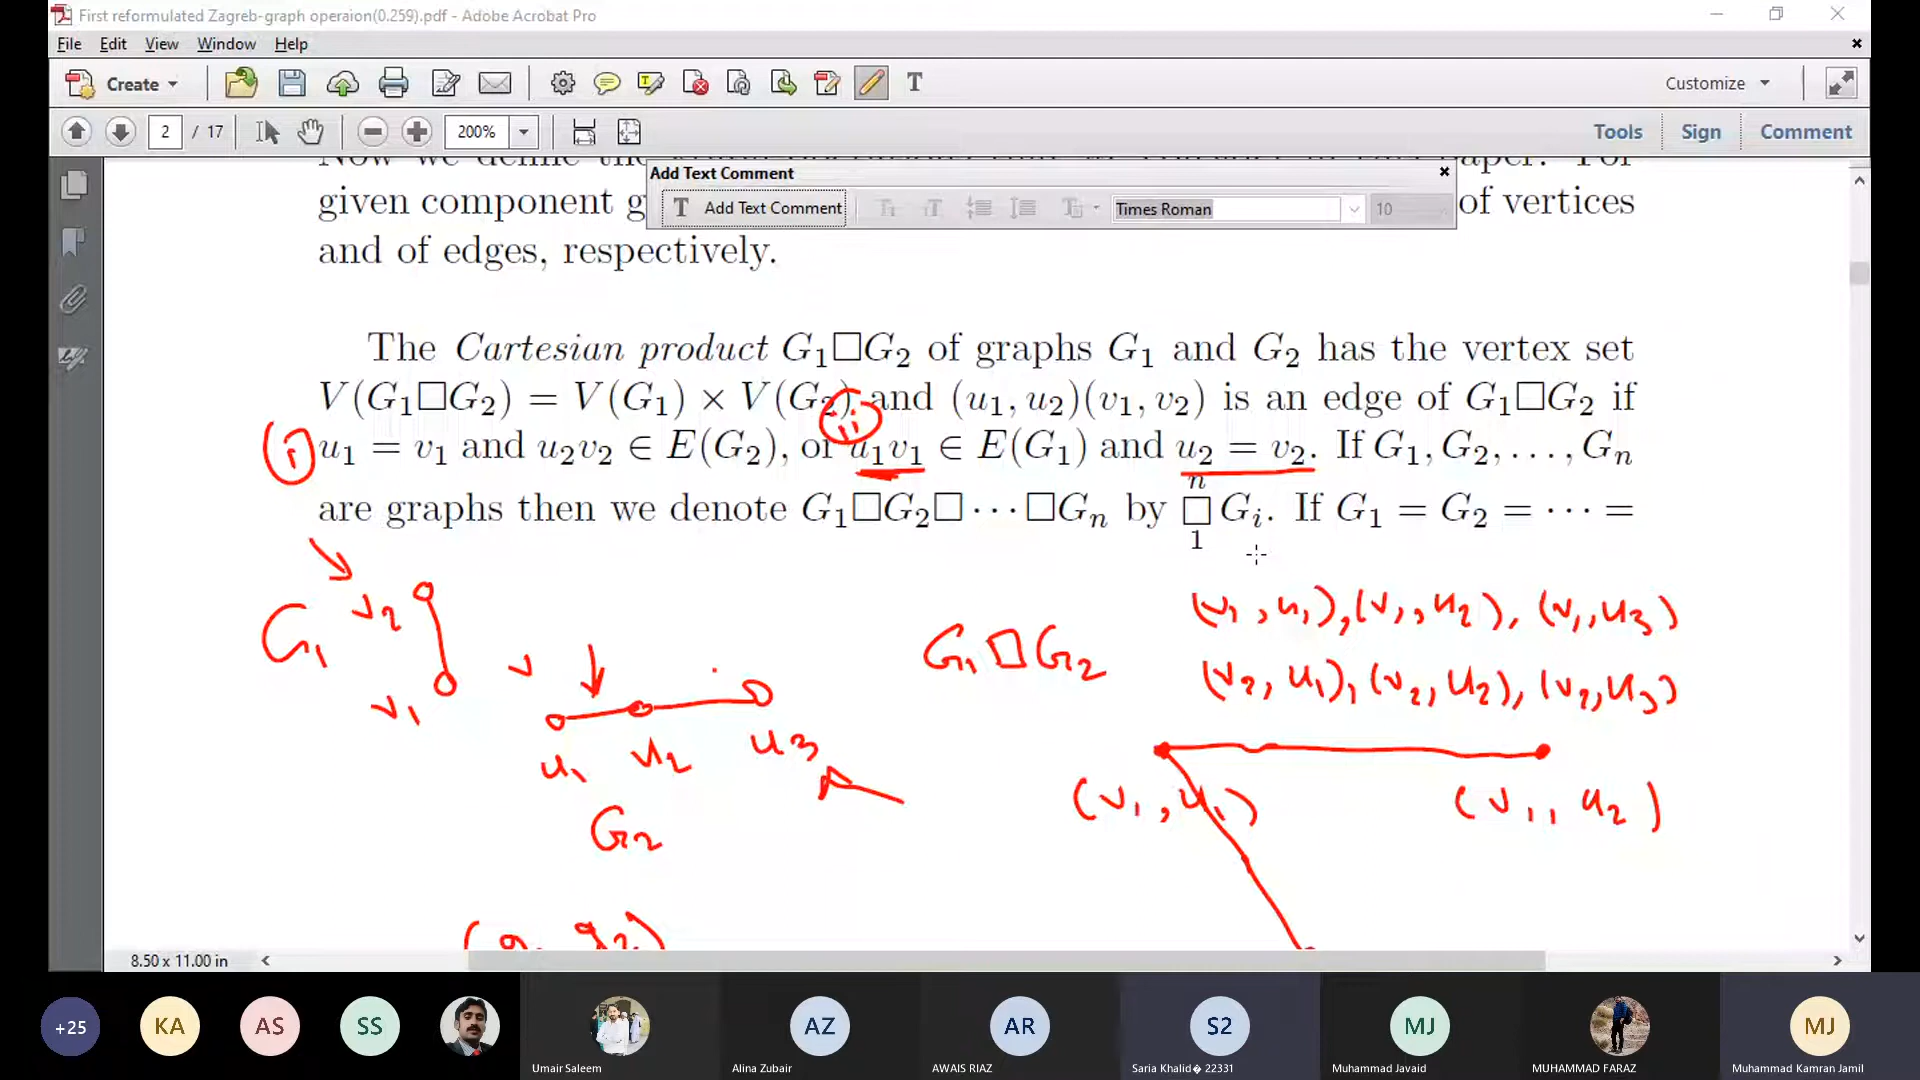 First reformulated Zagreb-graph operaion(0.259).pdf - Adobe Acrobat Pro
File Edit View Window Help
Create Customize
2 / 17 200% Tools Sign Comment
Add Text Comment
Add Text Comment Times Roman 10
given component g of vertices
and of edges, respectively.
The Cartesian product G₁□G₂ of graphs G₁ and G₂ has the vertex set
V(G₁□G₂) = V(G₁) × V(G₂) and (u₁, u₂)(v₁, v₂) is an edge of G₁□G₂ if
(i) u₁ = v₁ and u₂v₂ ∈ E(G₂), or (ii) u₁v₁ ∈ E(G₁) and u₂ = v₂. If G₁, G₂, . . . , Gₙ
are graphs then we denote G₁□G₂□ · · · □Gₙ by □₁ⁿ Gᵢ. If G₁ = G₂ = · · · =
G₁ v₂
v₁
v
u₁ u₂ u₃
G₂
G₁□G₂
(v₁, u₁), (v₁, u₂), (v₁, u₃)
(v₂, u₁), (v₂, u₂), (v₂, u₃)
(v₁, u₁) (v₁, u₂)
8.50 x 11.00 in
+25 KA AS SS AZ AR S2 MJ MJ
Umair Saleem Alina Zubair AWAIS RIAZ Saria Khalid� 22331 Muhammad Javaid MUHAMMAD FARAZ Muhammad Kamran Jamil